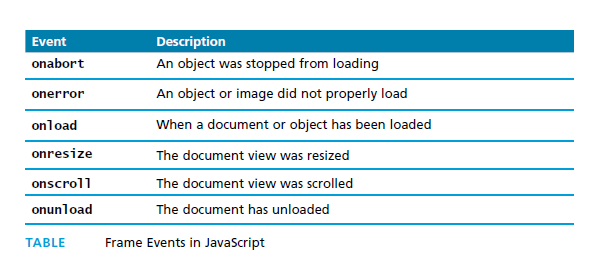 Event Description
onabort An object was stopped from loading
onerror An object or image did not properly load
onload When a document or object has been loaded
onresize The document view was resized
onscroll The document view was scrolled
onunload The document has unloaded
TABLE Frame Events in JavaScript